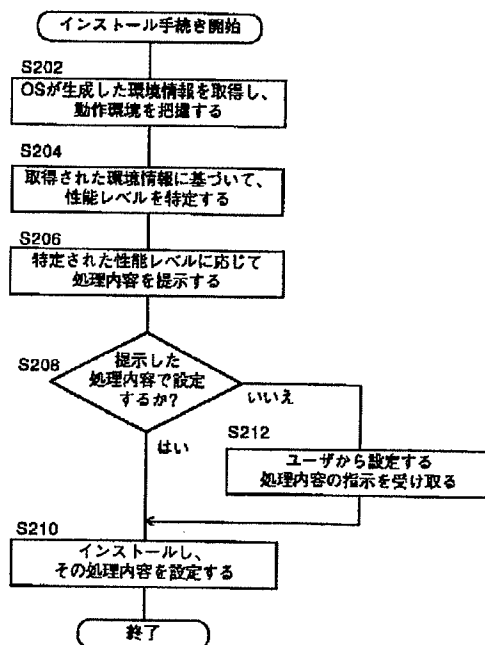 インストール手続き開始
S202
OSが生成した環境情報を取得し、
動作環境を把握する
S204
取得された環境情報に基づいて、
性能レベルを特定する
S206
特定された性能レベルに応じて
処理内容を提示する
S208
提示した
処理内容で設定
するか?
いいえ
はい
S212
ユーザから設定する
処理内容の指示を受け取る
S210
インストールし、
その処理内容を設定する
終了